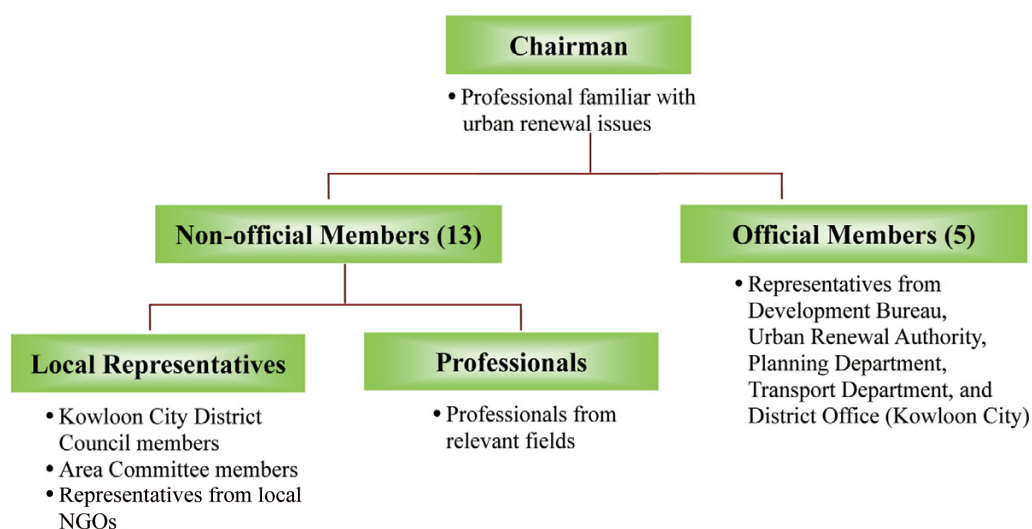 Chairman
• Professional familiar with
urban renewal issues
Non-official Members (13)
Official Members (5)
• Representatives from
Development Bureau,
Urban Renewal Authority,
Planning Department,
Transport Department, and
District Office (Kowloon City)
Local Representatives
• Kowloon City District
Council members
• Area Committee members
• Representatives from local
NGOs
Professionals
• Professionals from
relevant fields